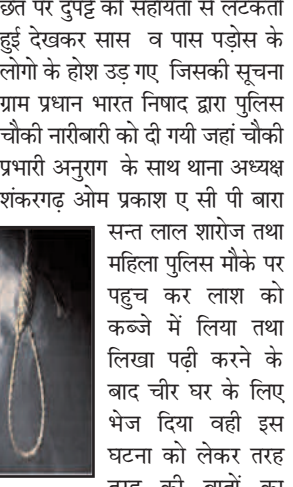 छत पर दुपट्टे की सहायता से लटकती
हुई देखकर सास व पास पड़ोस के
लोगो के होश उड़ गए जिसकी सूचना
ग्राम प्रधान भारत निषाद द्वारा पुलिस
चौकी नारीबारी को दी गयी जहां चौकी
प्रभारी अनुराग के साथ थाना अध्यक्ष
शंकरगढ़ ओम प्रकाश ए सी पी बारा
सन्त लाल शारोज तथा
महिला पुलिस मौके पर
पहुच कर लाश को
कब्जे में लिया तथा
लिखा पढ़ी करने के
बाद चीर घर के लिए
भेज दिया वही इस
घटना को लेकर तरह
तरह की बातों का